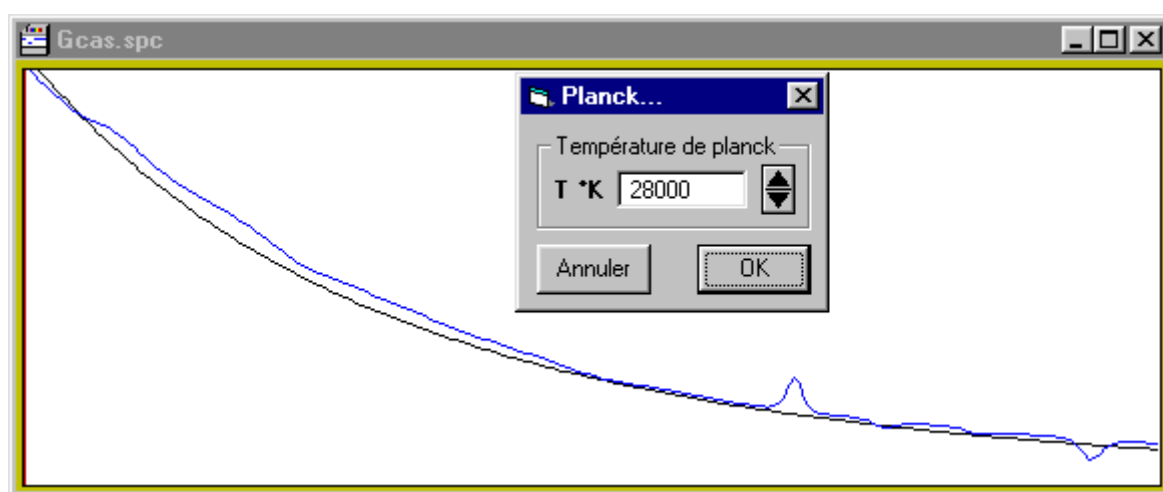 Gcas.spc
Planck...
Température de planck
T °K 28000
Annuler OK